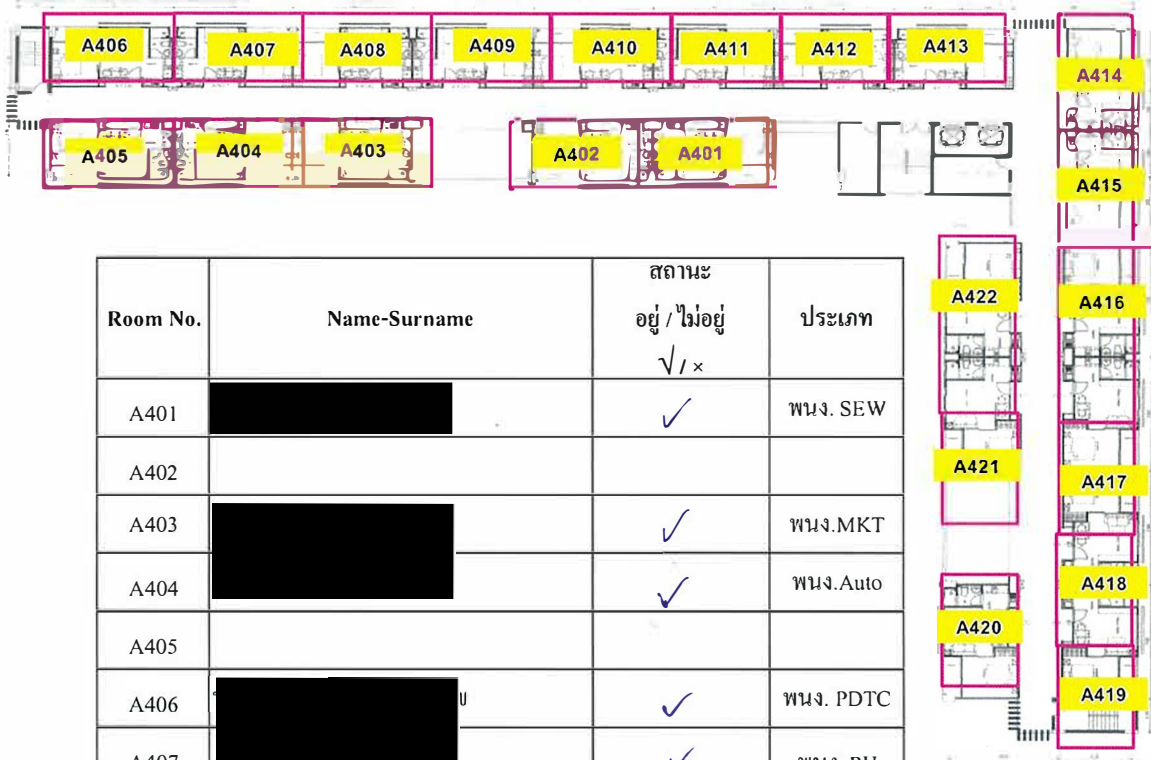 A406 A407 A408 A409 A410 A411 A412 A413
A414
A405 A404 A403 A402 A401
A415
A422 A416
A421 A417
A418
A420
A419
Room No. Name-Surname สถานะ อยู่ / ไม่อยู่ √ / × ประเภท
A401 ✓ พนง. SEW
A402
A403 ✓ พนง.MKT
A404 ✓ พนง.Auto
A405
A406 ✓ พนง. PDTC
A407 ✓